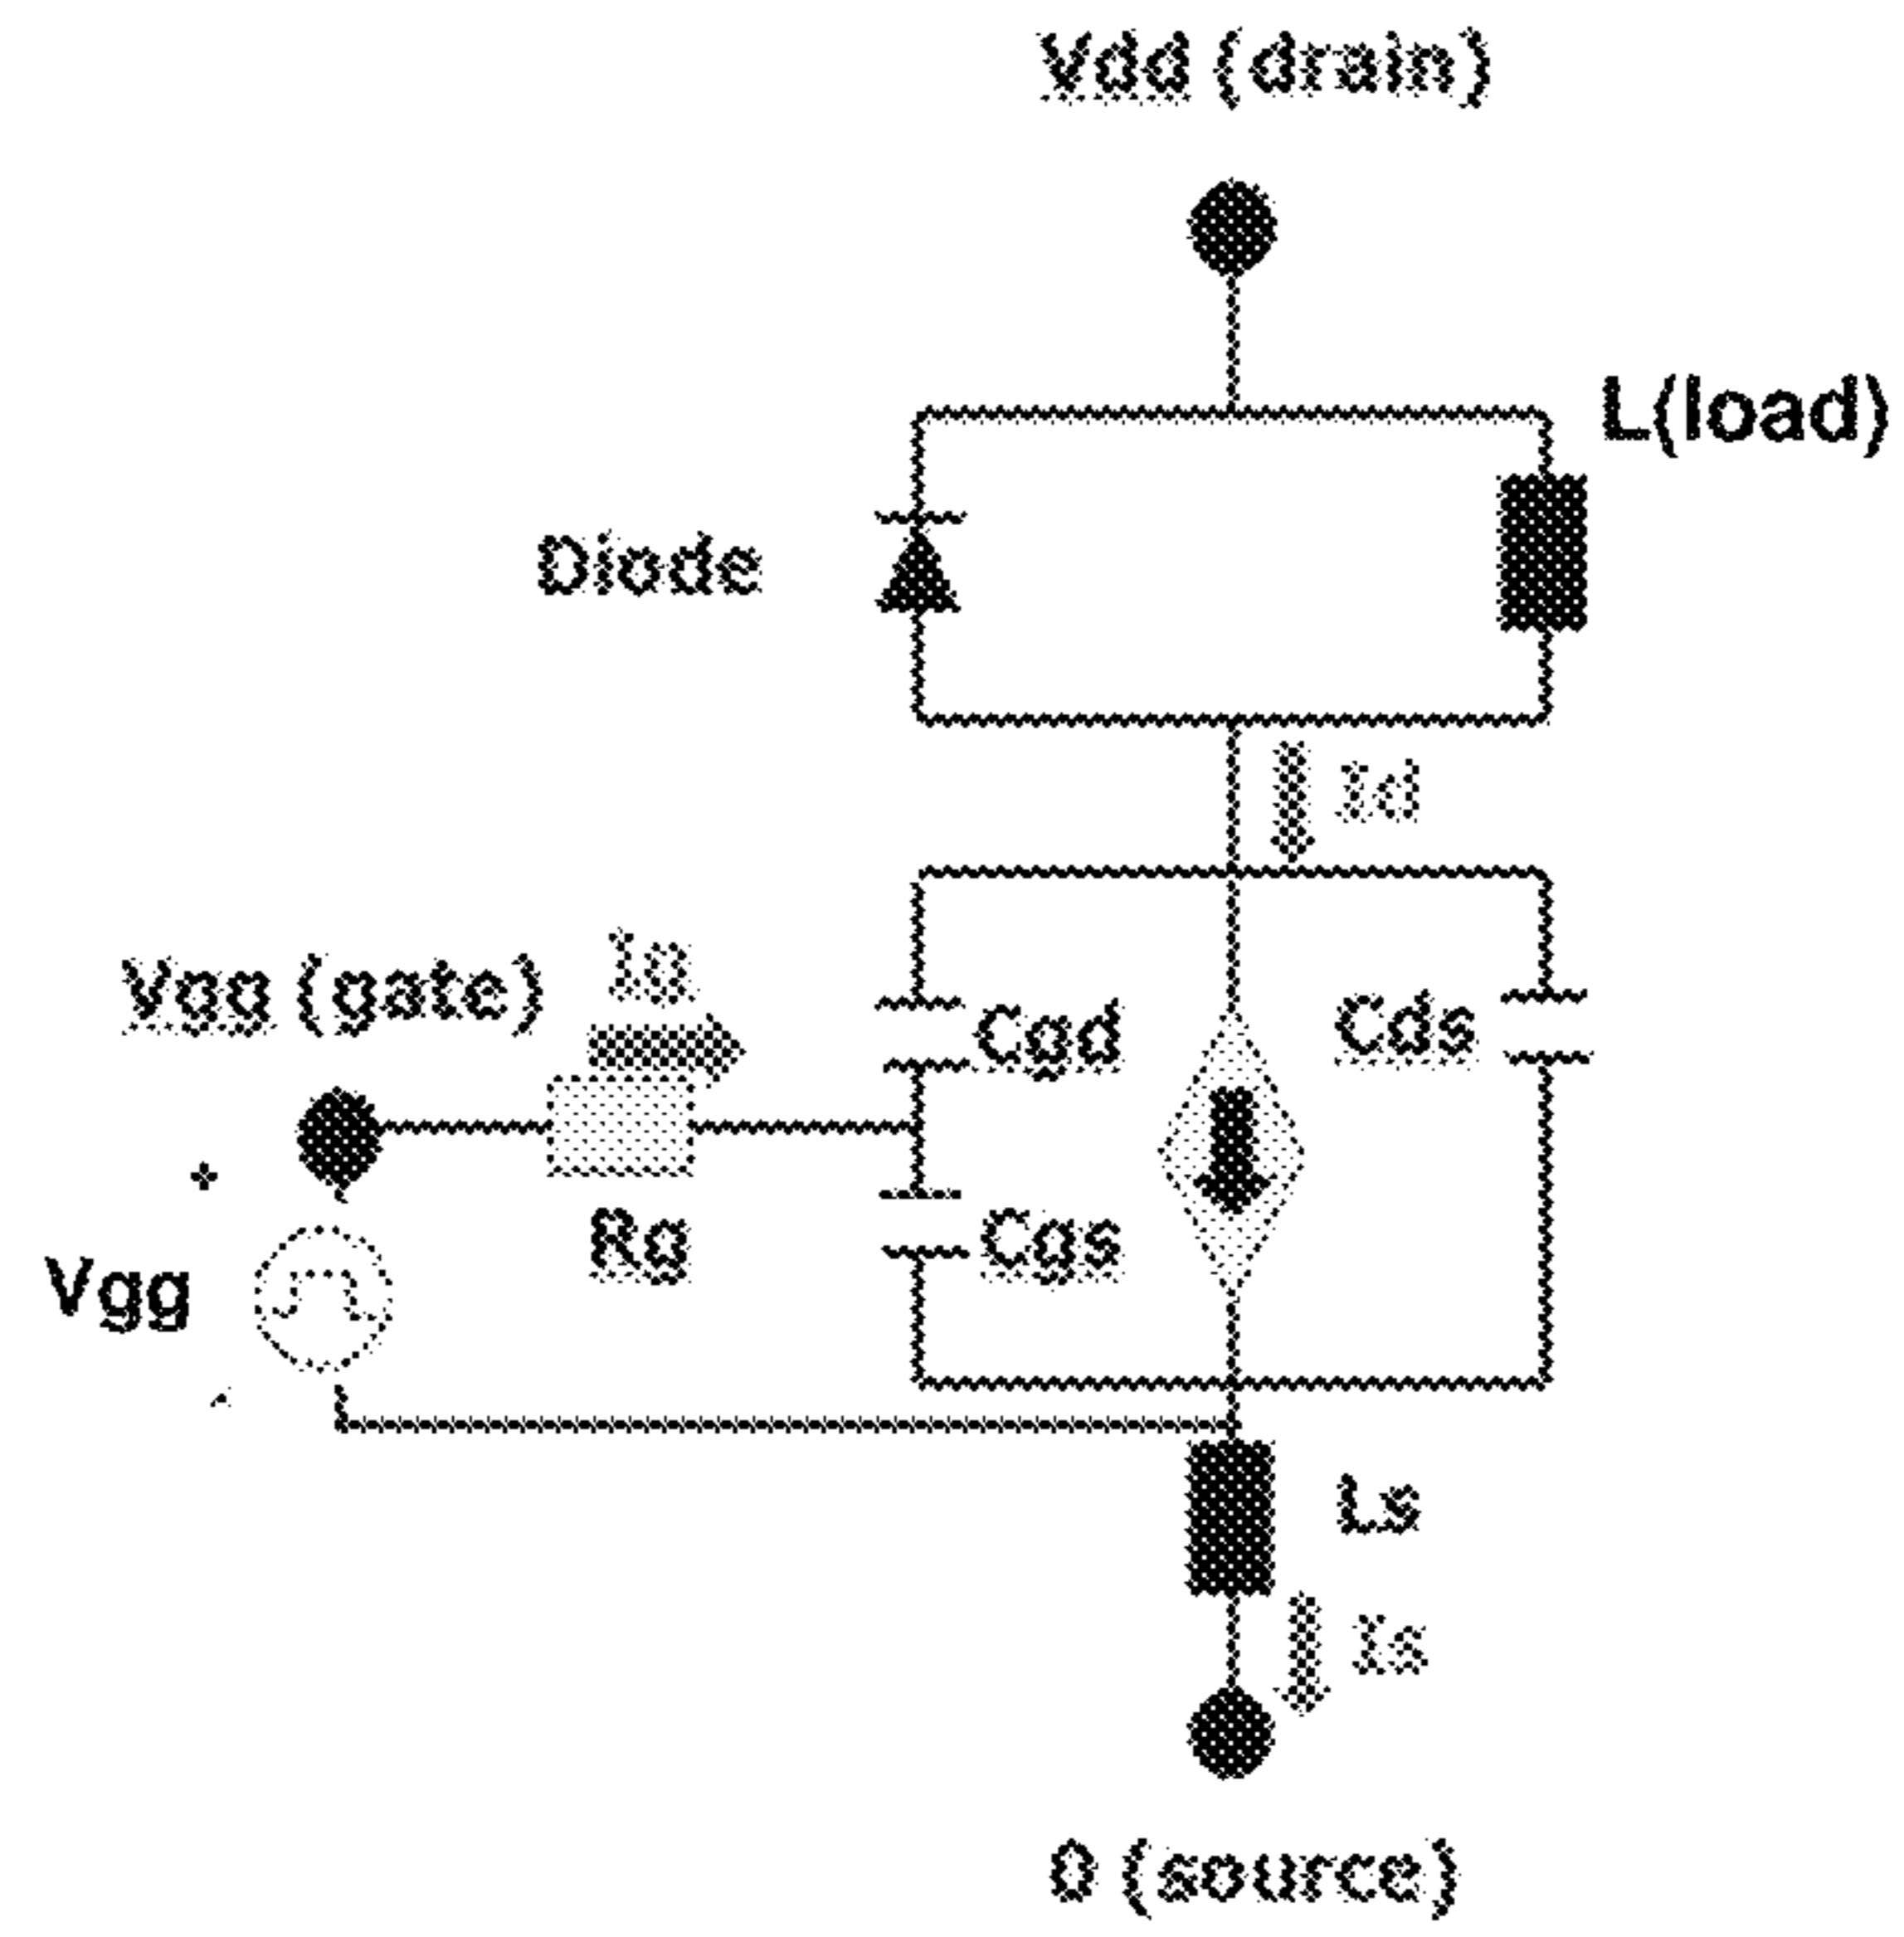 Vdd (drain)
L(load)
Diode
Id
Vgg (gate)
Ig
Cgd
Cds
+
Rg
Cgs
Vgg
-
Ls
Is
0 (source)